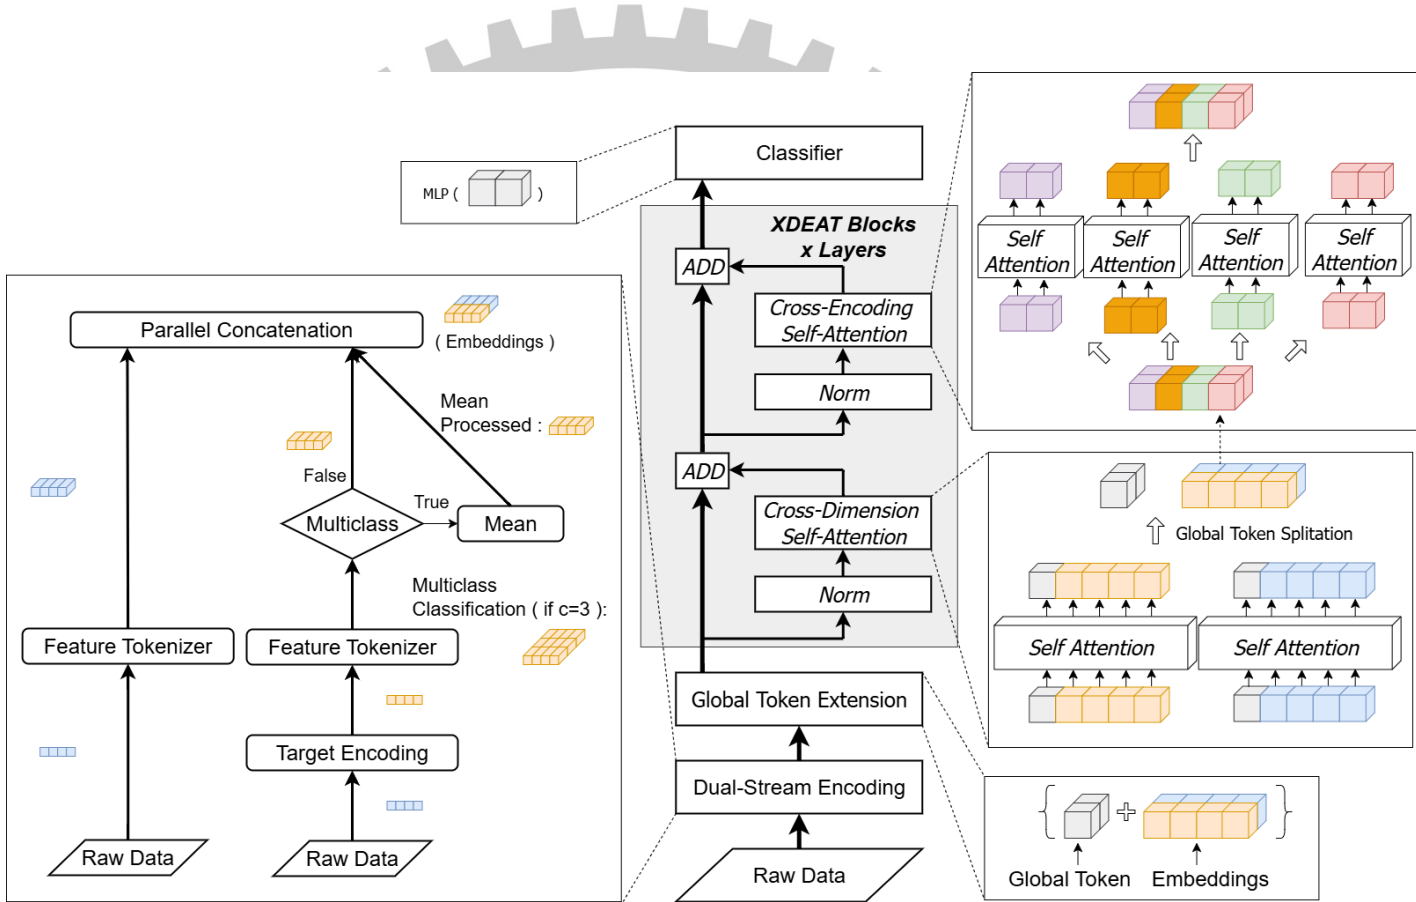 Classifier
MLP (
)
XDEAT Blocks
x Layers
ADD
Cross-Encoding
Self-Attention
Norm
ADD
Cross-Dimension
Self-Attention
Norm
Global Token Extension
Dual-Stream Encoding
Raw Data
Parallel Concatenation
( Embeddings )
Mean
Processed :
False
True
Multiclass
Mean
Multiclass
Classification ( if c=3 ):
Feature Tokenizer
Feature Tokenizer
Target Encoding
Raw Data
Raw Data
Self
Attention
Self
Attention
Self
Attention
Self
Attention
Global Token Splitation
Self Attention
Self Attention
{ + }
Global Token
Embeddings